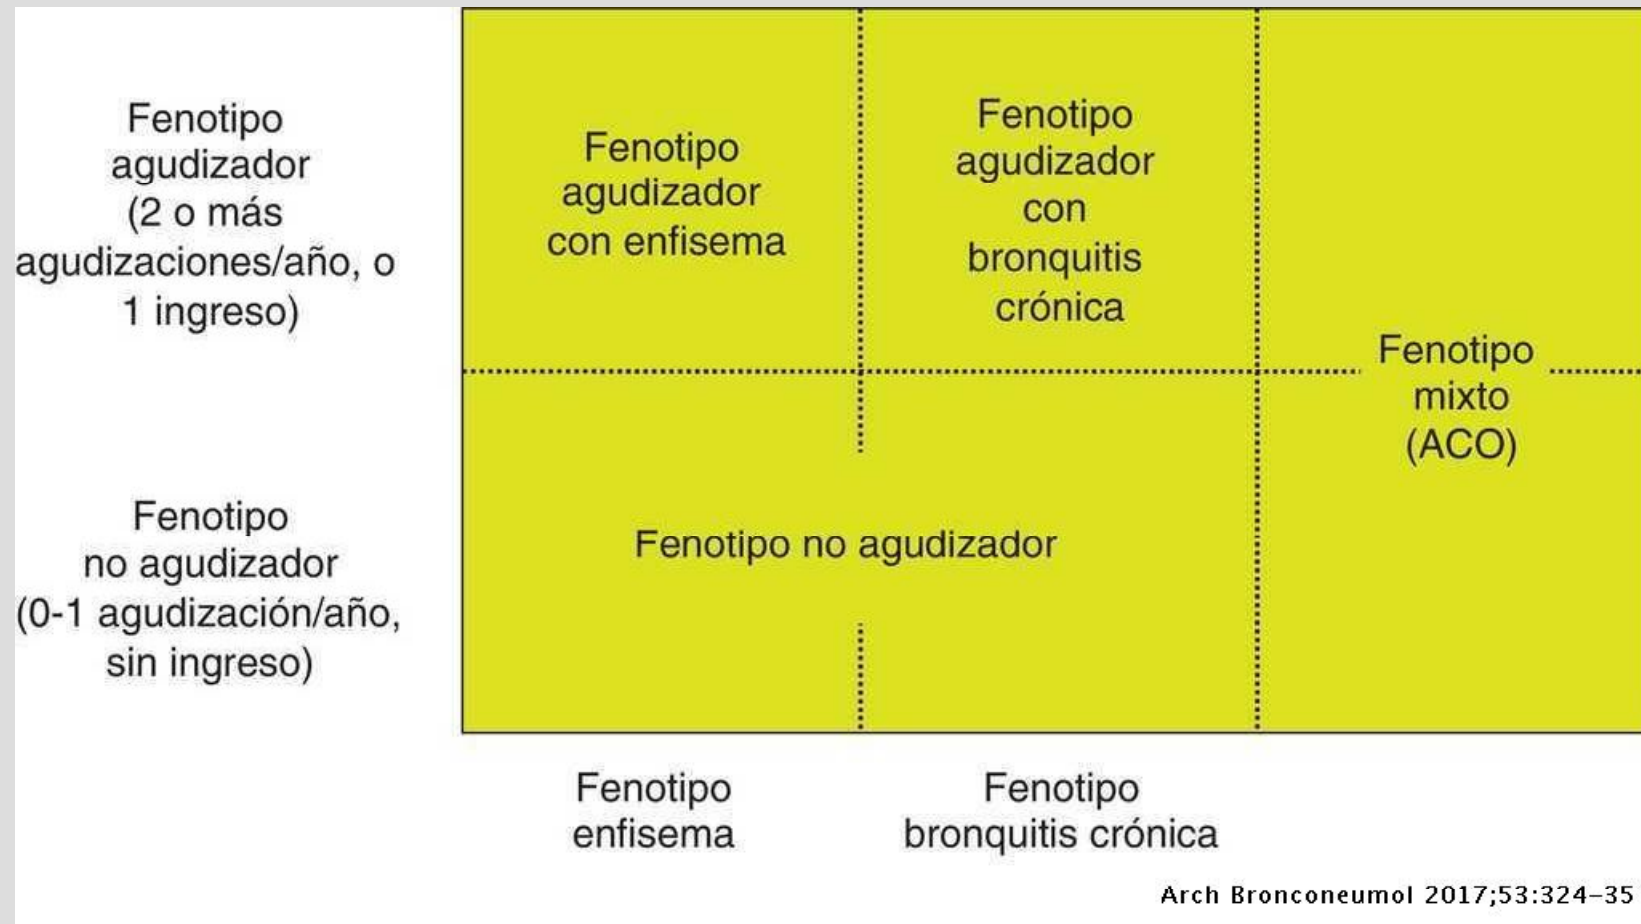 Fenotipo
agudizador
(2 o más
agudizaciones/año, o
1 ingreso)
Fenotipo
agudizador
con enfisema
Fenotipo
agudizador
con
bronquitis
crónica
Fenotipo
mixto
(ACO)
Fenotipo
no agudizador
(0-1 agudización/año,
sin ingreso)
Fenotipo no agudizador
Fenotipo
enfisema
Fenotipo
bronquitis crónica
Arch Bronconeumol 2017;53:324–35